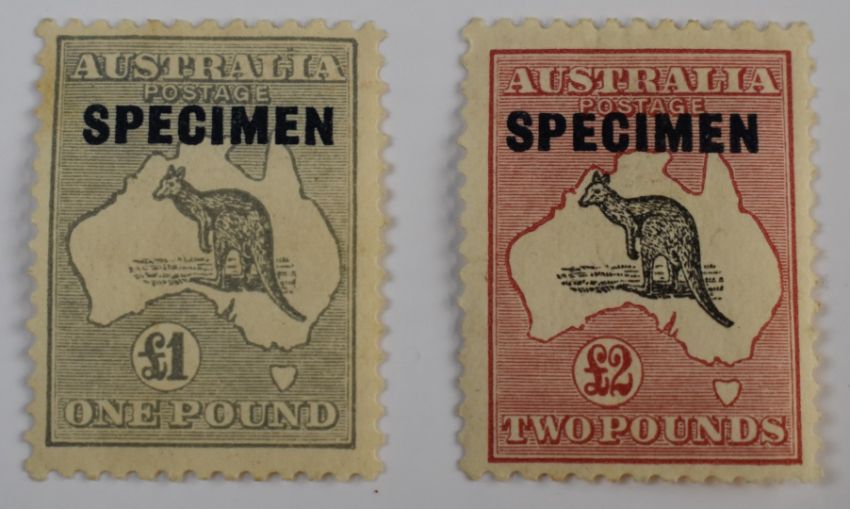 AUSTRALIA
POSTAGE
SPECIMEN
£1
ONE POUND
AUSTRALIA
POSTAGE
SPECIMEN
£2
TWO POUNDS